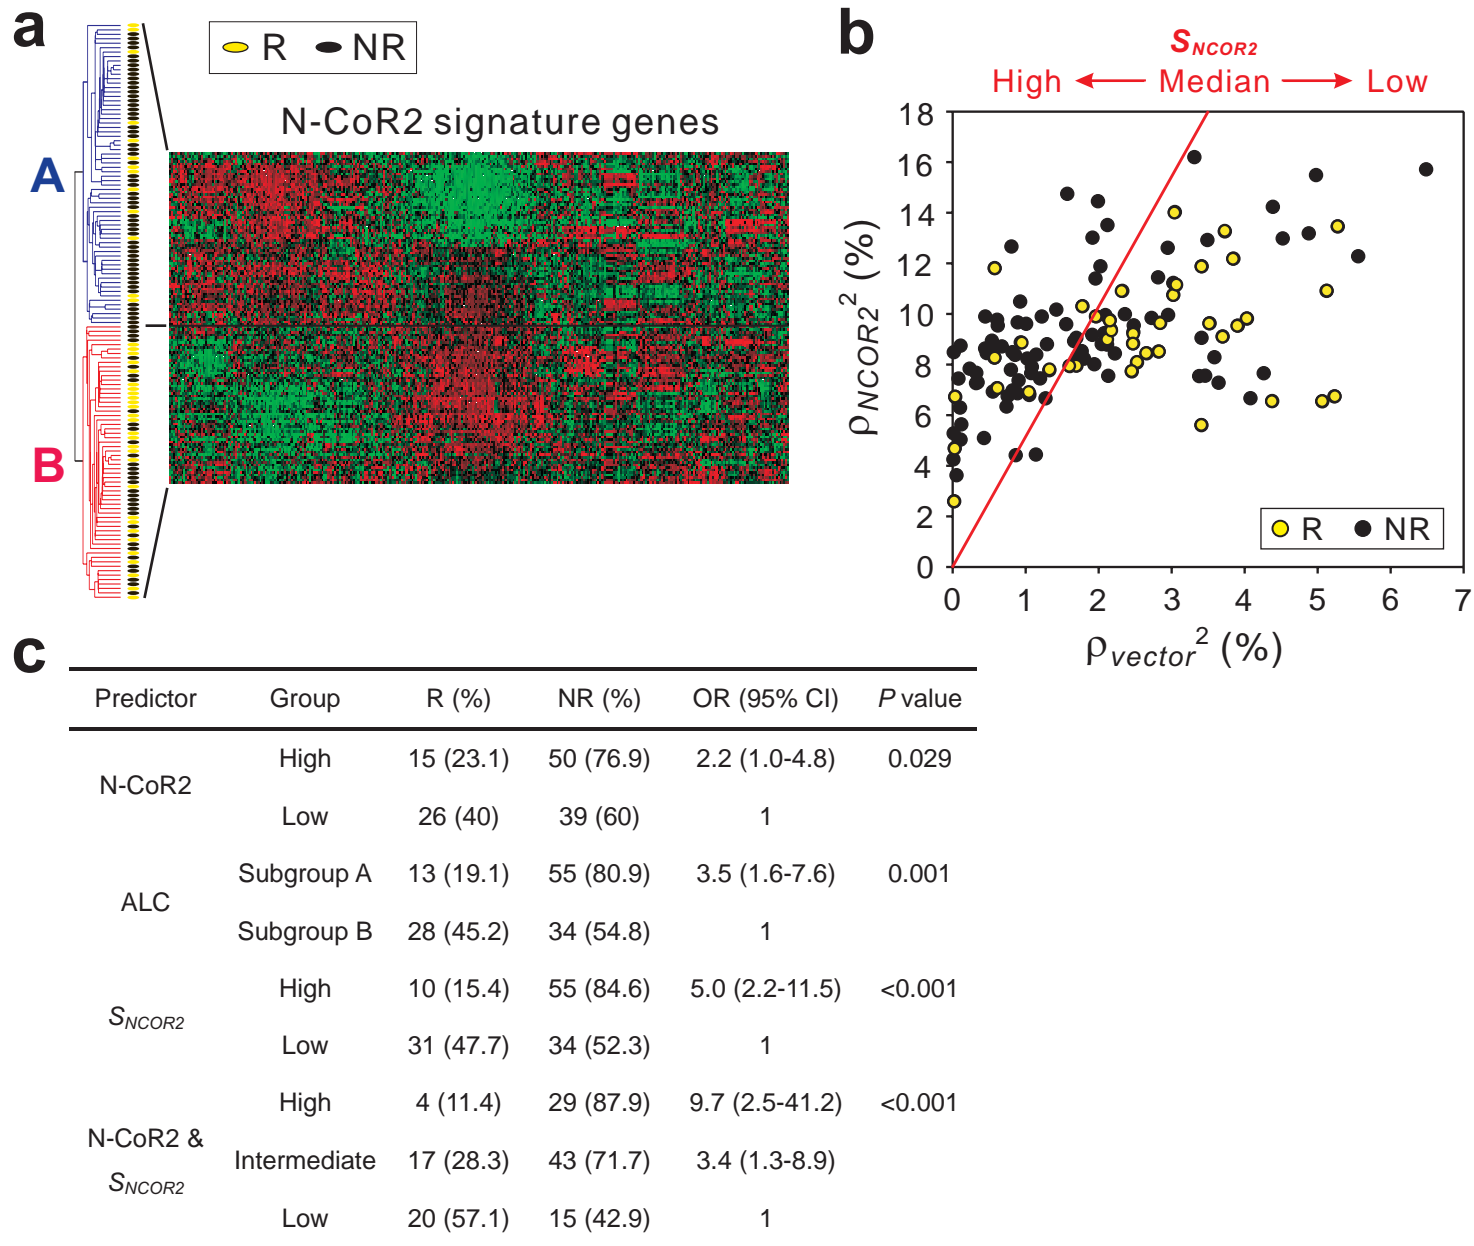 a
R NR
N-CoR2 signature genes
A
B
b
S_NCOR2
High Median Low
18
16
14
12
10
8
6
4
2
0
ρ_NCOR2² (%)
R NR
0 1 2 3 4 5 6 7
ρ_vector² (%)
c
Predictor Group R (%) NR (%) OR (95% CI) P value
N-CoR2
High 15 (23.1) 50 (76.9) 2.2 (1.0-4.8) 0.029
Low 26 (40) 39 (60) 1
ALC
Subgroup A 13 (19.1) 55 (80.9) 3.5 (1.6-7.6) 0.001
Subgroup B 28 (45.2) 34 (54.8) 1
S_NCOR2
High 10 (15.4) 55 (84.6) 5.0 (2.2-11.5) <0.001
Low 31 (47.7) 34 (52.3) 1
N-CoR2 &
S_NCOR2
High 4 (11.4) 29 (87.9) 9.7 (2.5-41.2) <0.001
Intermediate 17 (28.3) 43 (71.7) 3.4 (1.3-8.9)
Low 20 (57.1) 15 (42.9) 1